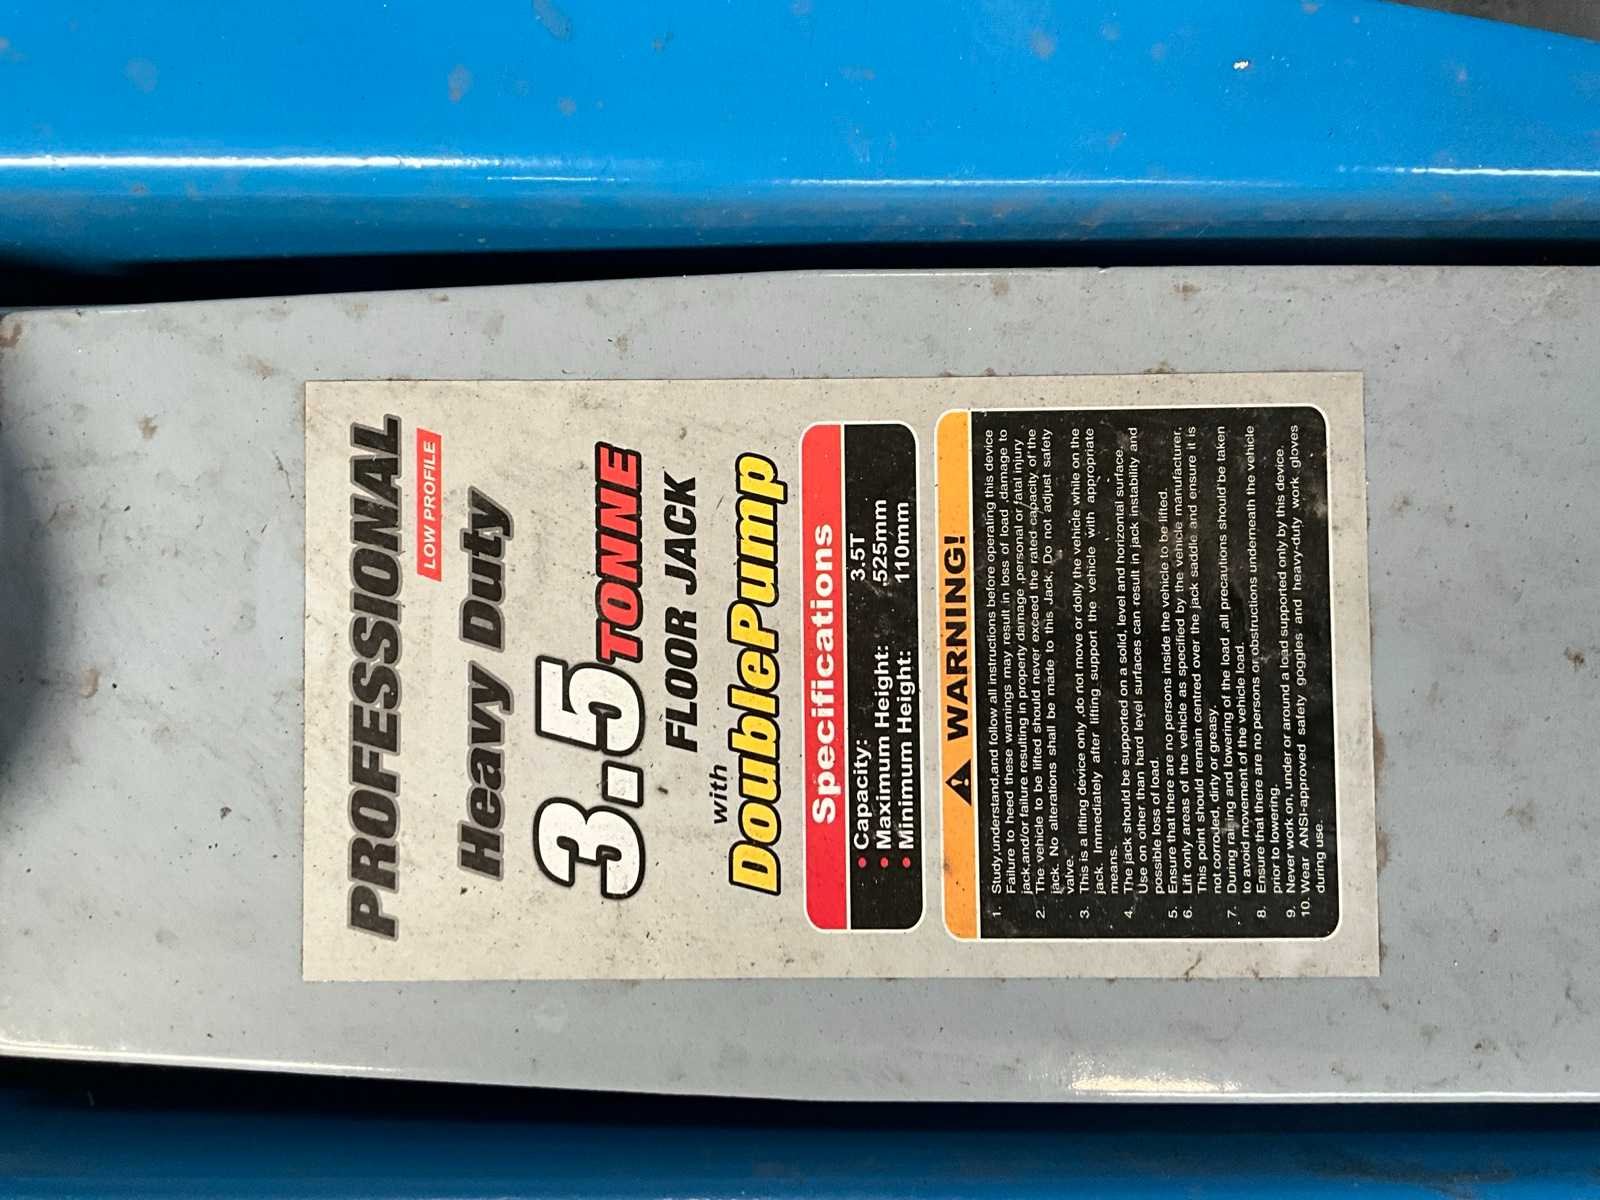 PROFESSIONAL
LOW PROFILE
Heavy Duty
3.5 TONNE
FLOOR JACK
with
DoublePump
Specifications
• Capacity: 3.5T
• Maximum Height: 525mm
• Minimum Height: 110mm
WARNING!
1. Study,understand,and follow all instructions before operating this device
Failure to heed these warnings may result in loss of load ,damage to
jack,and/or failure resulting in property damage ,personal or fatal injury
2. The vehicle to be lifted should never exceed the rated capacity of the
jack. No alterations shall be made to this Jack, Do not adjust safety
valve.
3. This is a lifting device only ,do not move or dolly the vehicle while on the
jack. Immediately after lifting support the vehicle with appropriate
means.
4. The jack should be supported on a solid, level and horizontal surface,
Use on other than hard level surfaces can result in jack instability and
possible loss of load.
5. Ensure that there are no persons inside the vehicle to be lifted.
6. Lift only areas of the vehicle as specified by the vehicle manufacturer,
This point should remain centred over the jack saddle and ensure it is
not corroded, dirty or greasy.
7. During raising and lowering of the load ,all precautions should be taken
to avoid movement of the vehicle load.
8. Ensure that there are no persons or obstructions underneath the vehicle
prior to lowering.
9. Never work on, under or around a load supported only by this device.
10. Wear ANSI-approved safety goggles and heavy-duty work gloves
during use.